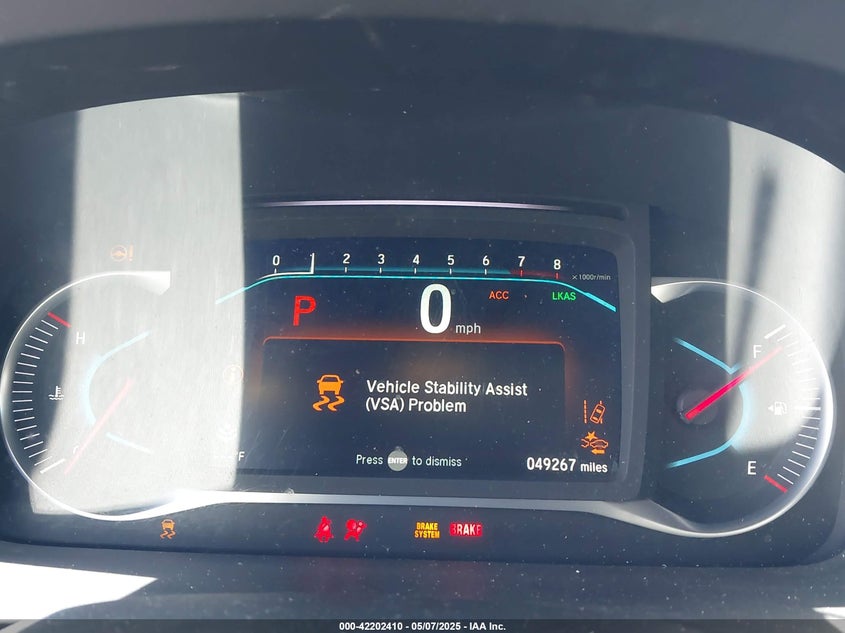 0 1 2 3 4 5 6 7 8
×1000r/min
P
0 mph
ACC
LKAS
H
F
Vehicle Stability Assist
(VSA) Problem
Press ENTER to dismiss
°F
049267 miles
E
BRAKE
SYSTEM
BRAKE
000-42202410 - 05/07/2025 - IAA Inc.